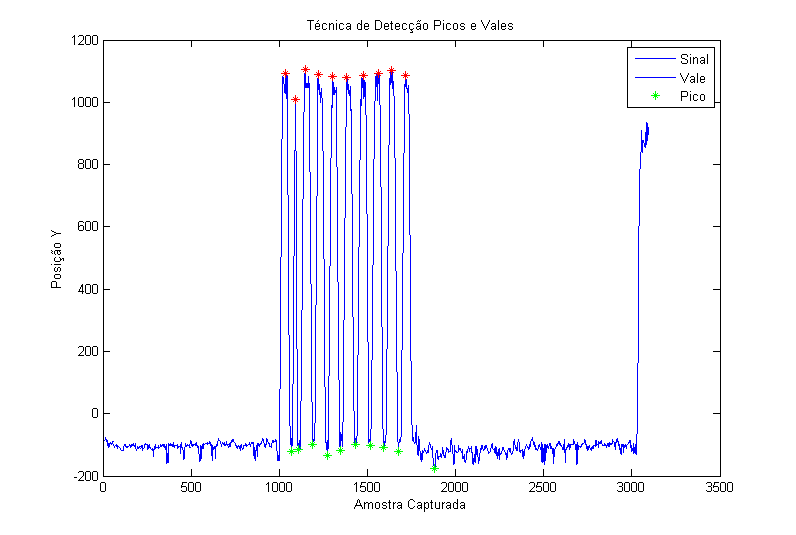 Técnica de Detecção Picos e Vales
1200
1000
800
600
400
200
0
-200
Posição Y
Sinal
Vale
Pico
0 500 1000 1500 2000 2500 3000 3500
Amostra Capturada